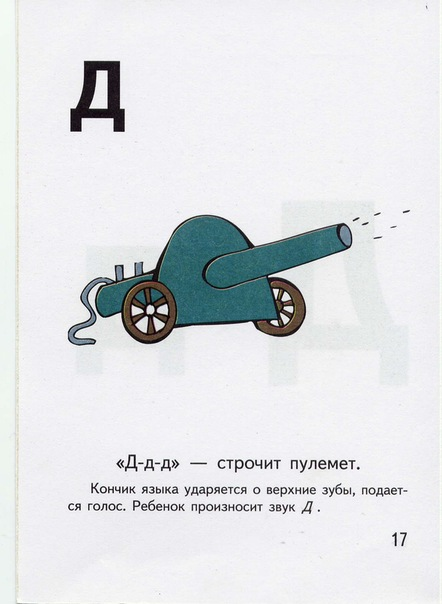 Д
«Д-д-д» — строчит пулемет.
Кончик языка ударяется о верхние зубы, подает-
ся голос. Ребенок произносит звук Д .
17